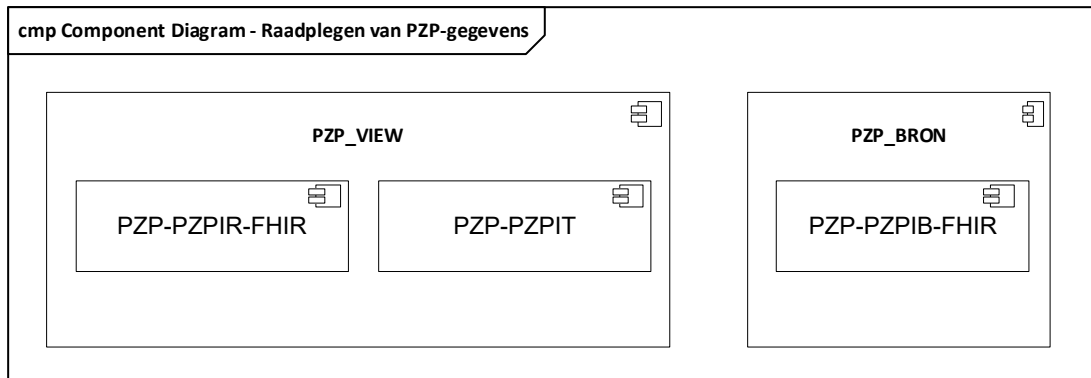 cmp Component Diagram - Raadplegen van PZP-gegevens
PZP_VIEW
PZP_BRON
PZP-PZPIR-FHIR
PZP-PZPIT
PZP-PZPIB-FHIR